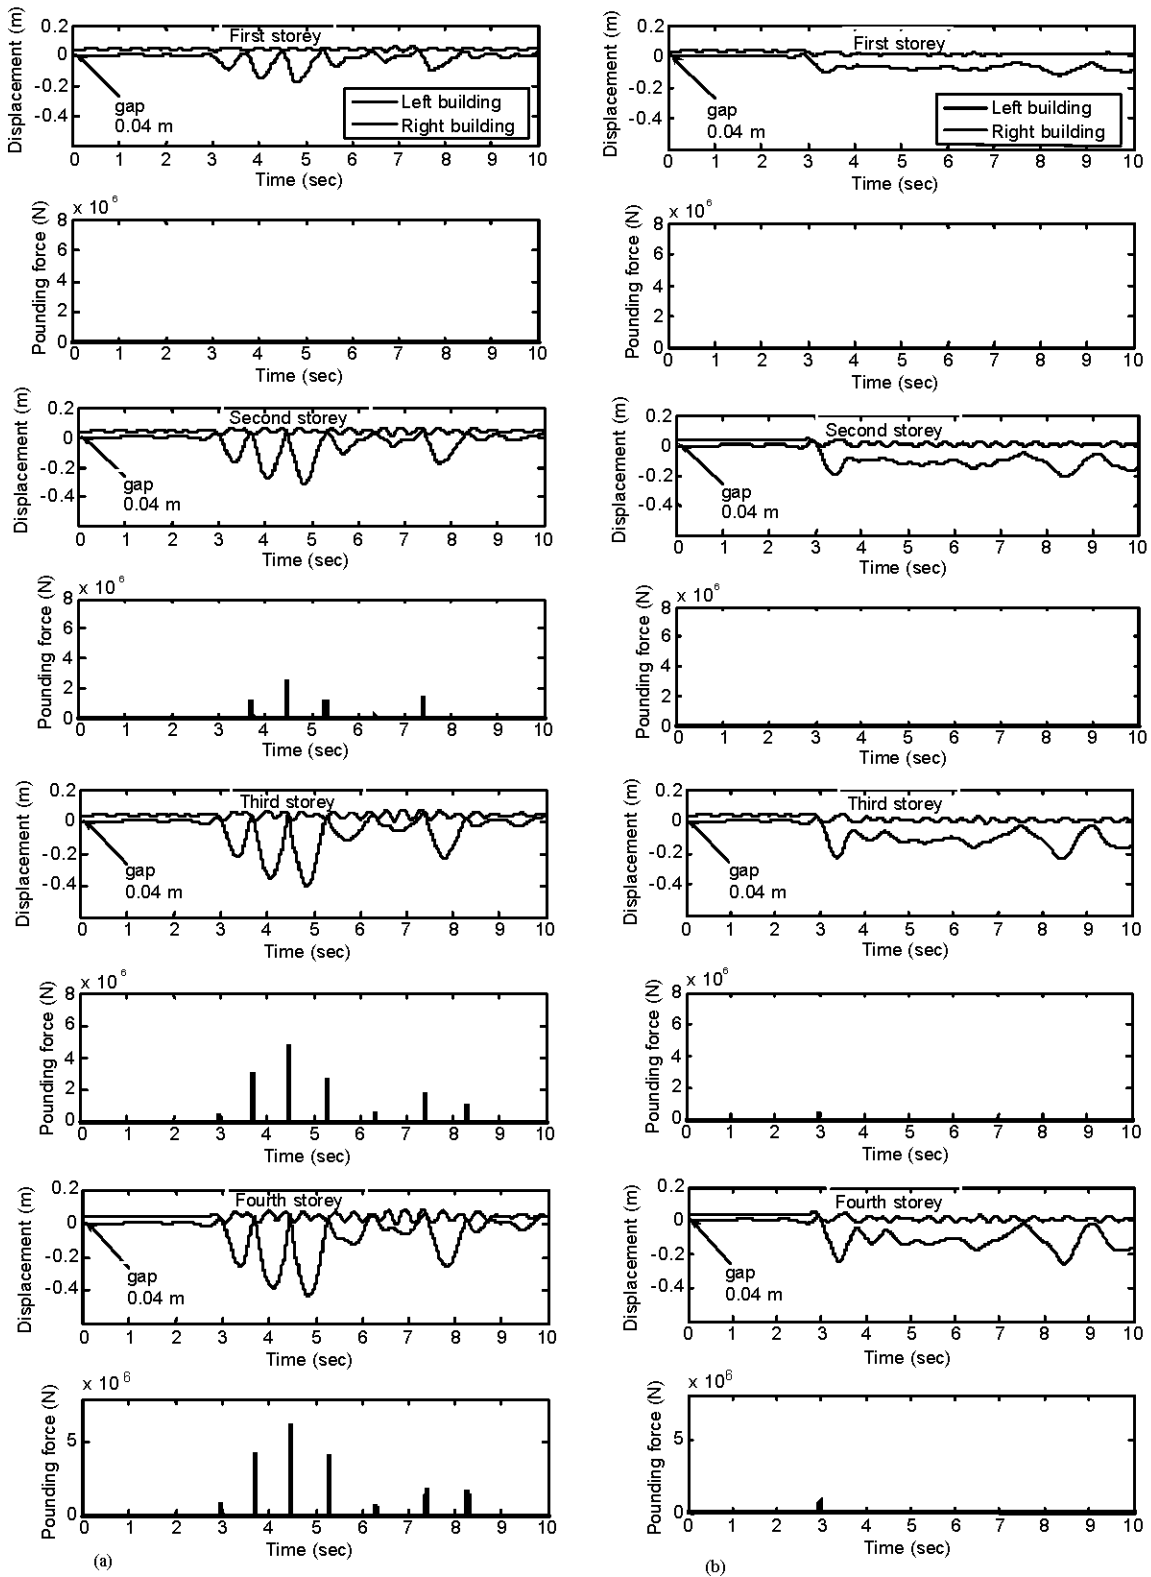 Displacement (m)
0.2
0
-0.2
-0.4
First storey
gap
0.04 m
Left building
Right building
0 1 2 3 4 5 6 7 8 9 10
Time (sec)
Pounding force (N)
x 10⁶
8
6
4
2
0
0 1 2 3 4 5 6 7 8 9 10
Time (sec)
Displacement (m)
0.2
0
-0.2
-0.4
Second storey
gap
0.04 m
0 1 2 3 4 5 6 7 8 9 10
Time (sec)
Pounding force (N)
x 10⁶
8
6
4
2
0
0 1 2 3 4 5 6 7 8 9 10
Time (sec)
Displacement (m)
0.2
0
-0.2
-0.4
Third storey
gap
0.04 m
0 1 2 3 4 5 6 7 8 9 10
Time (sec)
Pounding force (N)
x 10⁶
8
6
4
2
0
0 1 2 3 4 5 6 7 8 9 10
Time (sec)
Displacement (m)
0.2
0
-0.2
-0.4
Fourth storey
gap
0.04 m
0 1 2 3 4 5 6 7 8 9 10
Time (sec)
Pounding force (N)
x 10⁶
5
0
0 1 2 3 4 5 6 7 8 9 10
Time (sec)
(a)
Displacement (m)
0.2
0
-0.2
-0.4
First storey
gap
0.04 m
Left building
Right building
0 1 2 3 4 5 6 7 8 9 10
Time (sec)
Pounding force (N)
x 10⁶
8
6
4
2
0
0 1 2 3 4 5 6 7 8 9 10
Time (sec)
Displacement (m)
0.2
0
-0.2
-0.4
Second storey
gap
0.04 m
0 1 2 3 4 5 6 7 8 9 10
Time (sec)
Pounding force (N)
x 10⁶
8
6
4
2
0
0 1 2 3 4 5 6 7 8 9 10
Time (sec)
Displacement (m)
0.2
0
-0.2
-0.4
Third storey
gap
0.04 m
0 1 2 3 4 5 6 7 8 9 10
Time (sec)
Pounding force (N)
x 10⁶
8
6
4
2
0
0 1 2 3 4 5 6 7 8 9 10
Time (sec)
Displacement (m)
0.2
0
-0.2
-0.4
Fourth storey
gap
0.04 m
0 1 2 3 4 5 6 7 8 9 10
Time (sec)
Pounding force (N)
x 10⁶
5
0
0 1 2 3 4 5 6 7 8 9 10
Time (sec)
(b)